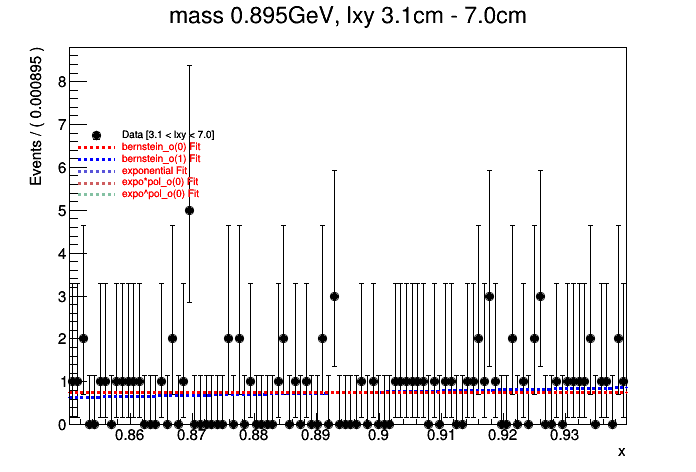 mass 0.895GeV, lxy 3.1cm - 7.0cm
Events / ( 0.000895 )
8
7
6
5
4
3
2
1
0
Data [3.1 < lxy < 7.0]
bernstein_o(0) Fit
bernstein_o(1) Fit
exponential Fit
expo*pol_o(0) Fit
expo^pol_o(0) Fit
0.86 0.87 0.88 0.89 0.9 0.91 0.92 0.93
x